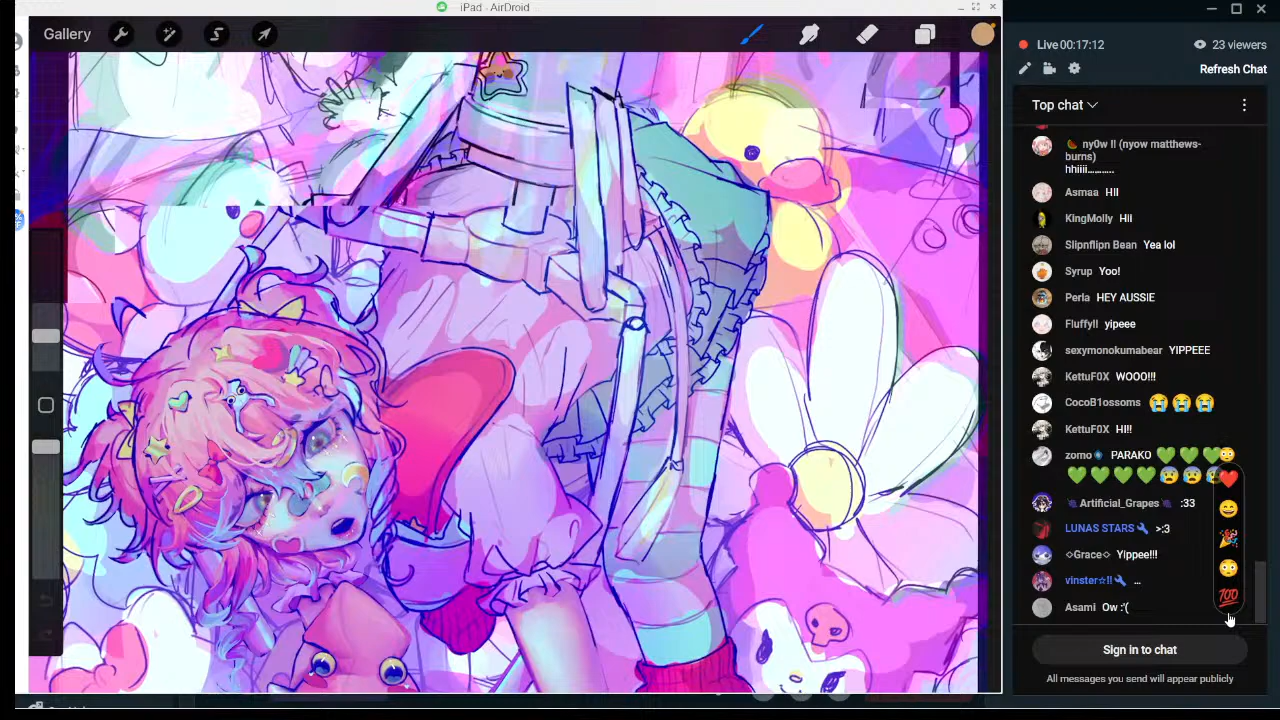 iPad - AirDroid
Gallery
Live 00:17:12
23 viewers
Refresh Chat
Top chat
ny0w !! (nyow matthews-
burns)
hhiiii...........
Asmaa HII
KingMolly HIi
Slipnflipn Bean Yea lol
Syrup Yoo!
Perla HEY AUSSIE
Fluffyll yipeee
sexymonokumabear YIPPEEE
KettuF0X WOOO!!!
CocoB1ossoms 😭😭😭
KettuF0X HI!!
zomo PARAKO 💚💚💚
💚💚💚💚😰😰😰
Artificial_Grapes :33
LUNAS STARS >:3
◇Grace◇ Yippee!!!
vinster☆!! ...
Asami Ow :'(
Sign in to chat
All messages you send will appear publicly